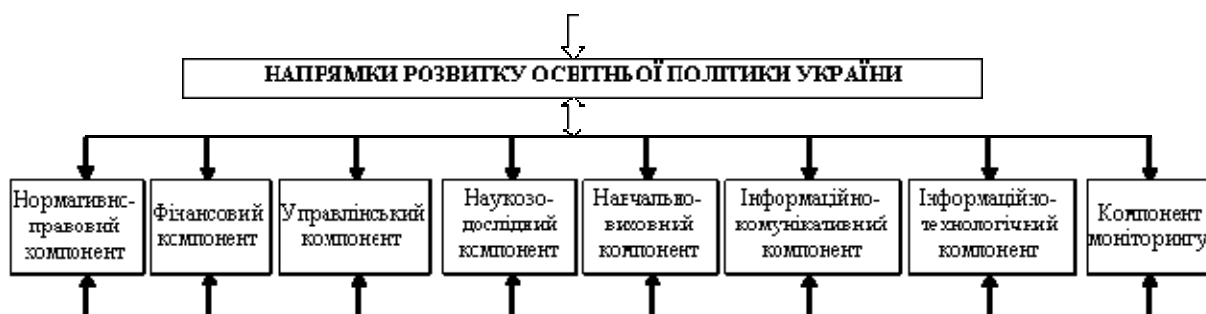 НАПРЯМКИ РОЗВИТКУ ОСВІТНЬОЇ ПОЛІТИКИ УКРАЇНИ
Нормативно-
правовий
компонент
Фінансовий
компонент
Управлінський
компонент
Науково-
дослідний
компонент
Навчально-
виховний
компонент
Інформаційно-
комунікативний
компонент
Інформаційно-
технологічний
компонент
Компонент
моніторингу